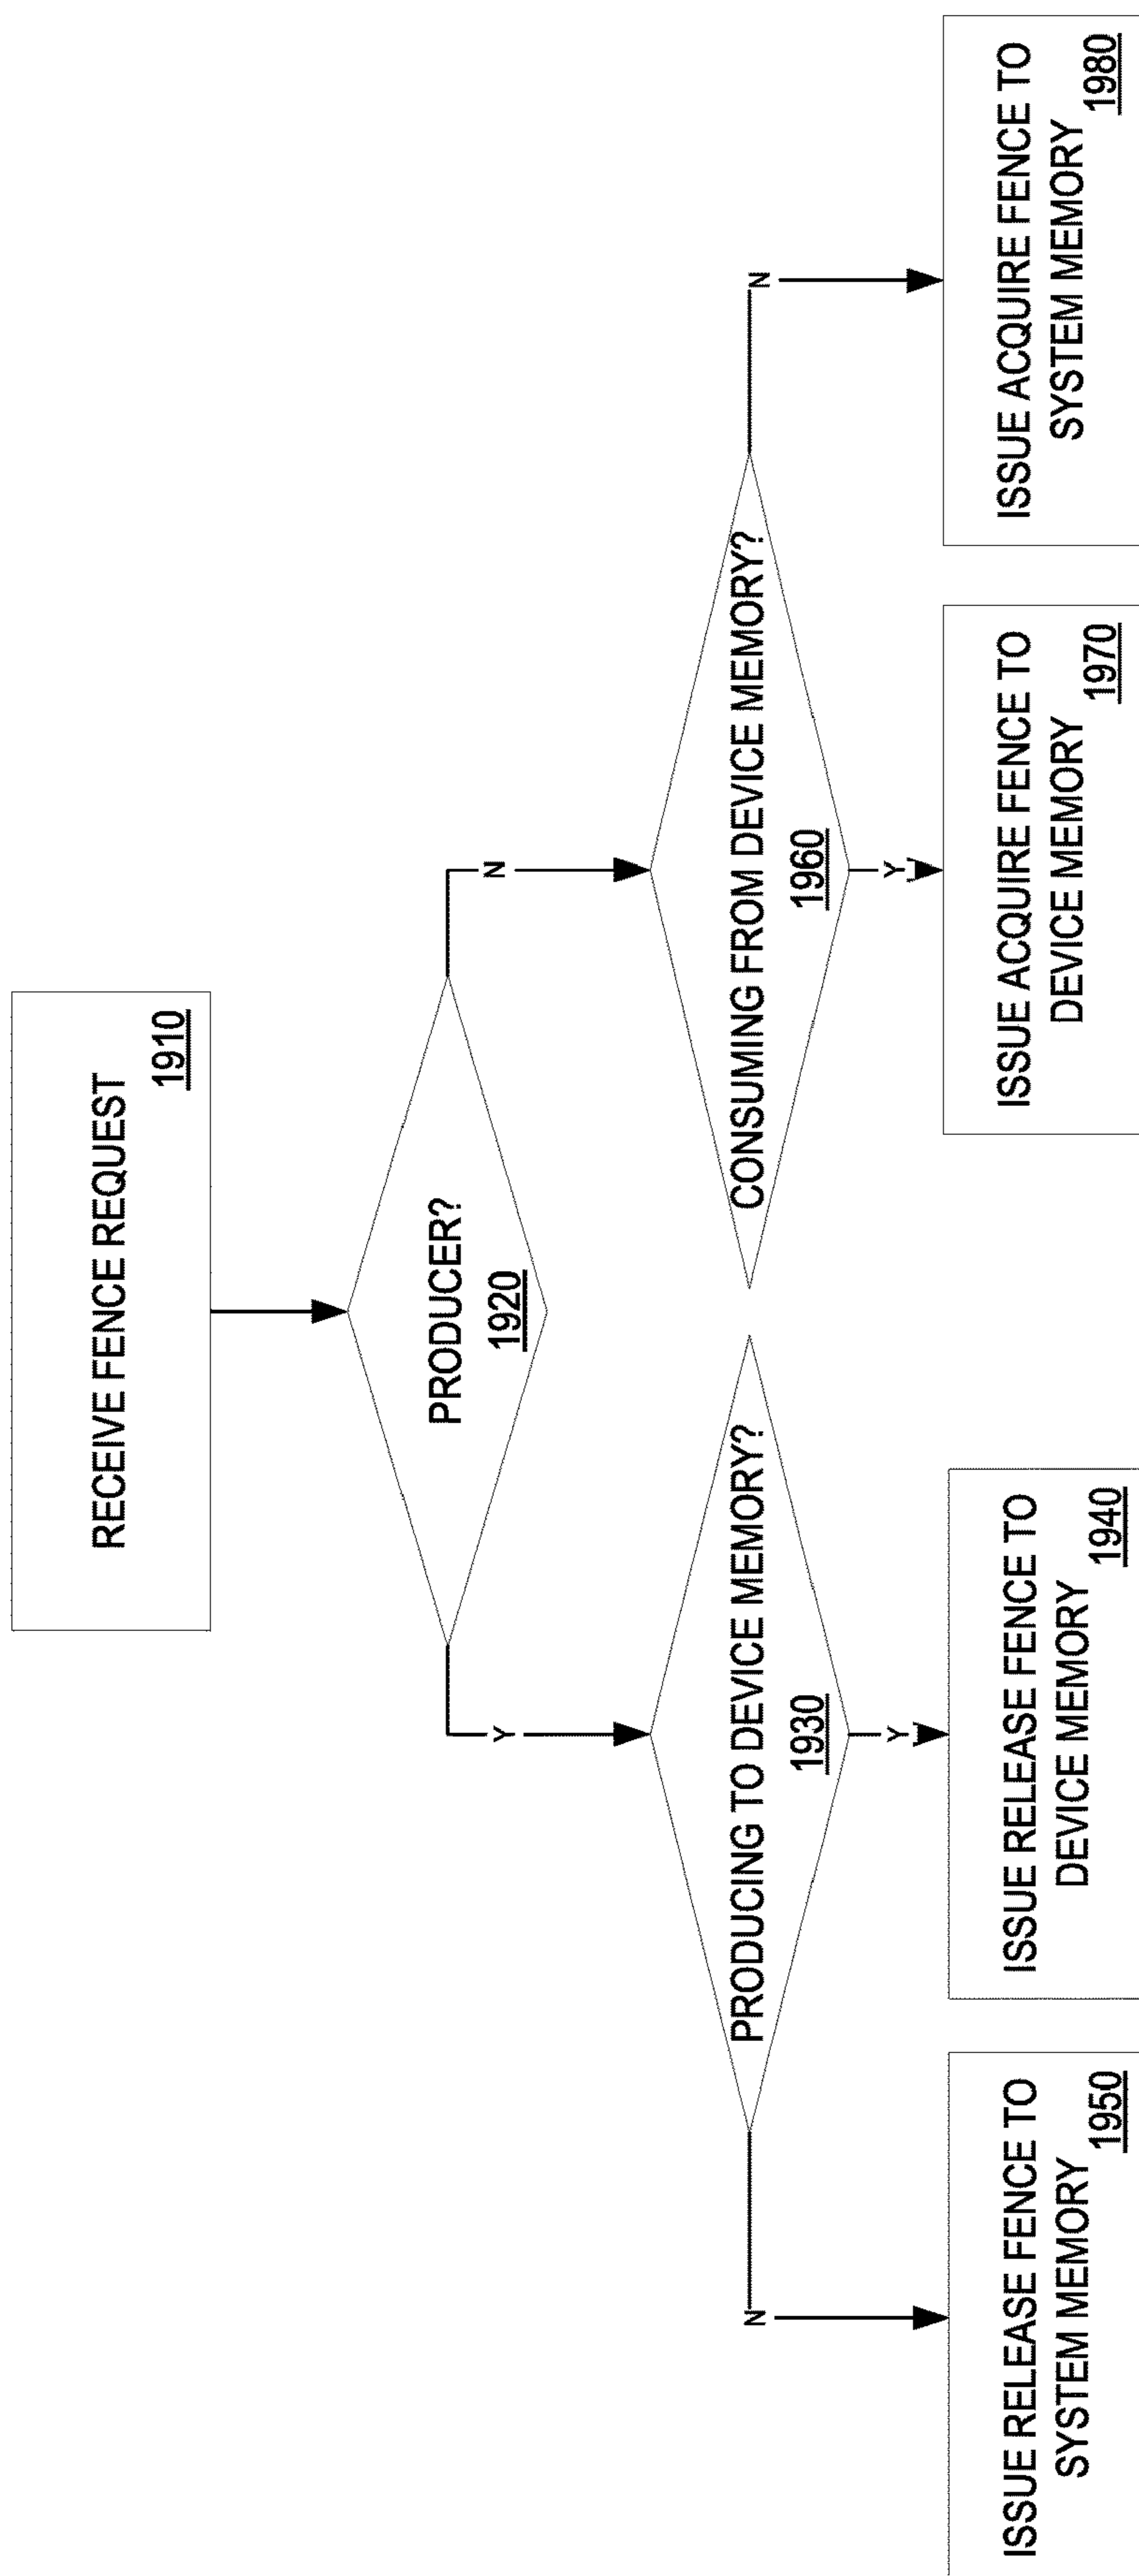 RECEIVE FENCE REQUEST
1910
PRODUCER?
1920
Y
N
PRODUCING TO DEVICE MEMORY?
1930
CONSUMING FROM DEVICE MEMORY?
1960
N
Y
Y
N
ISSUE RELEASE FENCE TO
SYSTEM MEMORY
1950
ISSUE RELEASE FENCE TO
DEVICE MEMORY
1940
ISSUE ACQUIRE FENCE TO
DEVICE MEMORY
1970
ISSUE ACQUIRE FENCE TO
SYSTEM MEMORY
1980